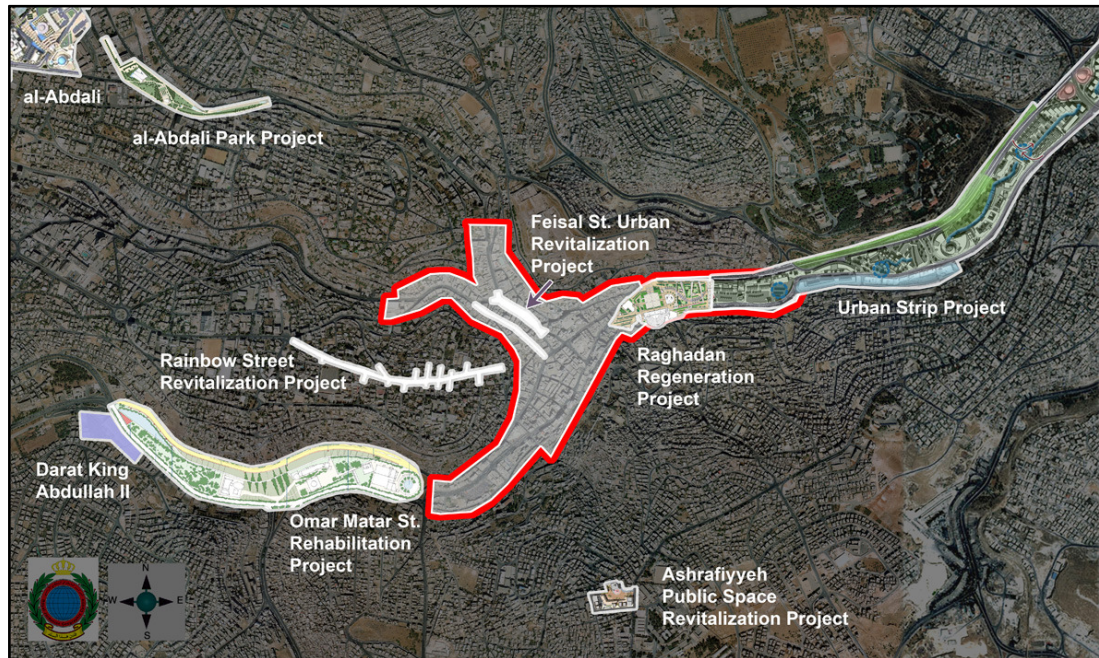 al-Abdali
al-Abdali Park Project
Feisal St. Urban
Revitalization
Project
Urban Strip Project
Rainbow Street
Revitalization Project
Raghadan
Regeneration
Project
Darat King
Abdullah II
Omar Matar St.
Rehabilitation
Project
Ashrafiyyeh
Public Space
Revitalization Project
N
W
E
S